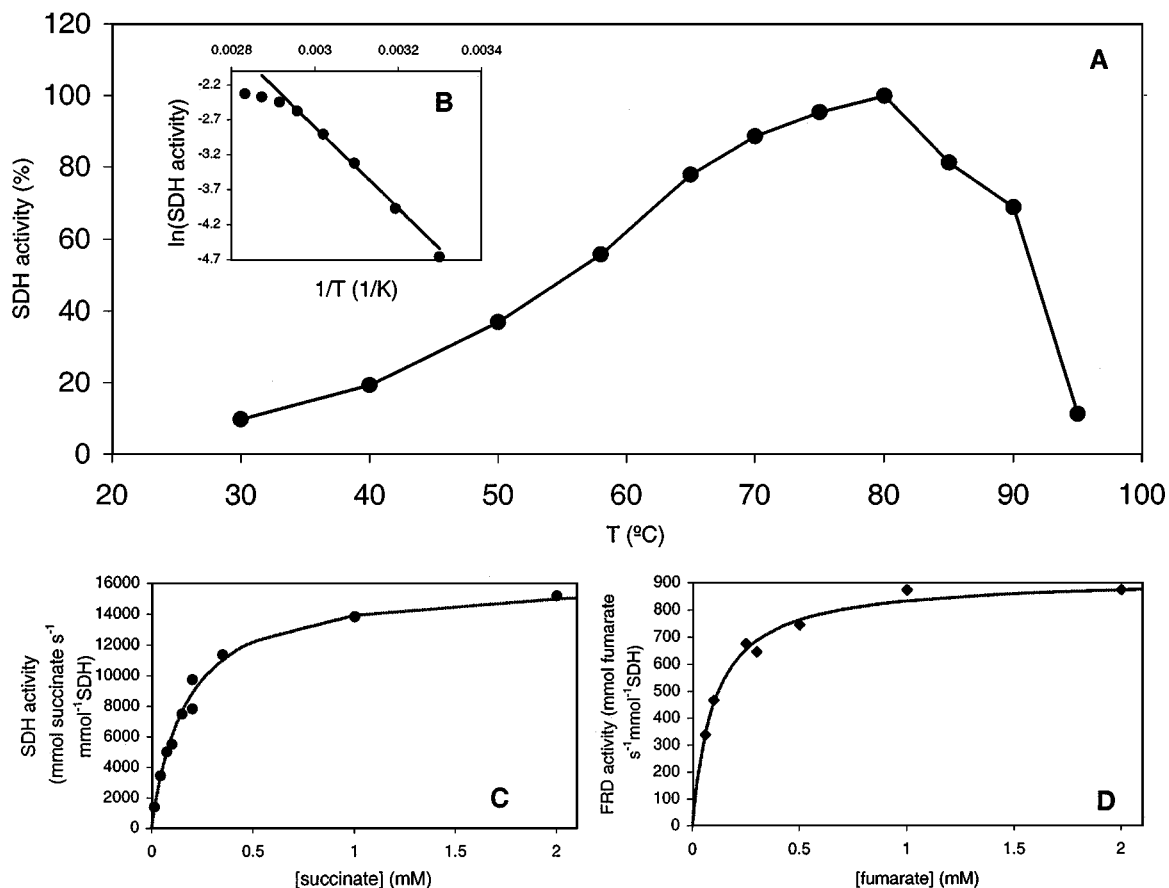 120
100
80
60
40
20
0
SDH activity (%)
20 30 40 50 60 70 80 90 100
T (ºC)
A
0.0028 0.003 0.0032 0.0034
-2.2
-2.7
-3.2
-3.7
-4.2
-4.7
ln(SDH activity)
1/T (1/K)
B
16000
14000
12000
10000
8000
6000
4000
2000
0
SDH activity
(mmol succinate s⁻¹
mmol⁻¹SDH)
0 0.5 1 1.5 2
[succinate] (mM)
C
900
800
700
600
500
400
300
200
100
0
FRD activity (mmol fumarate
s⁻¹mmol⁻¹SDH)
0 0.5 1 1.5 2
[fumarate] (mM)
D